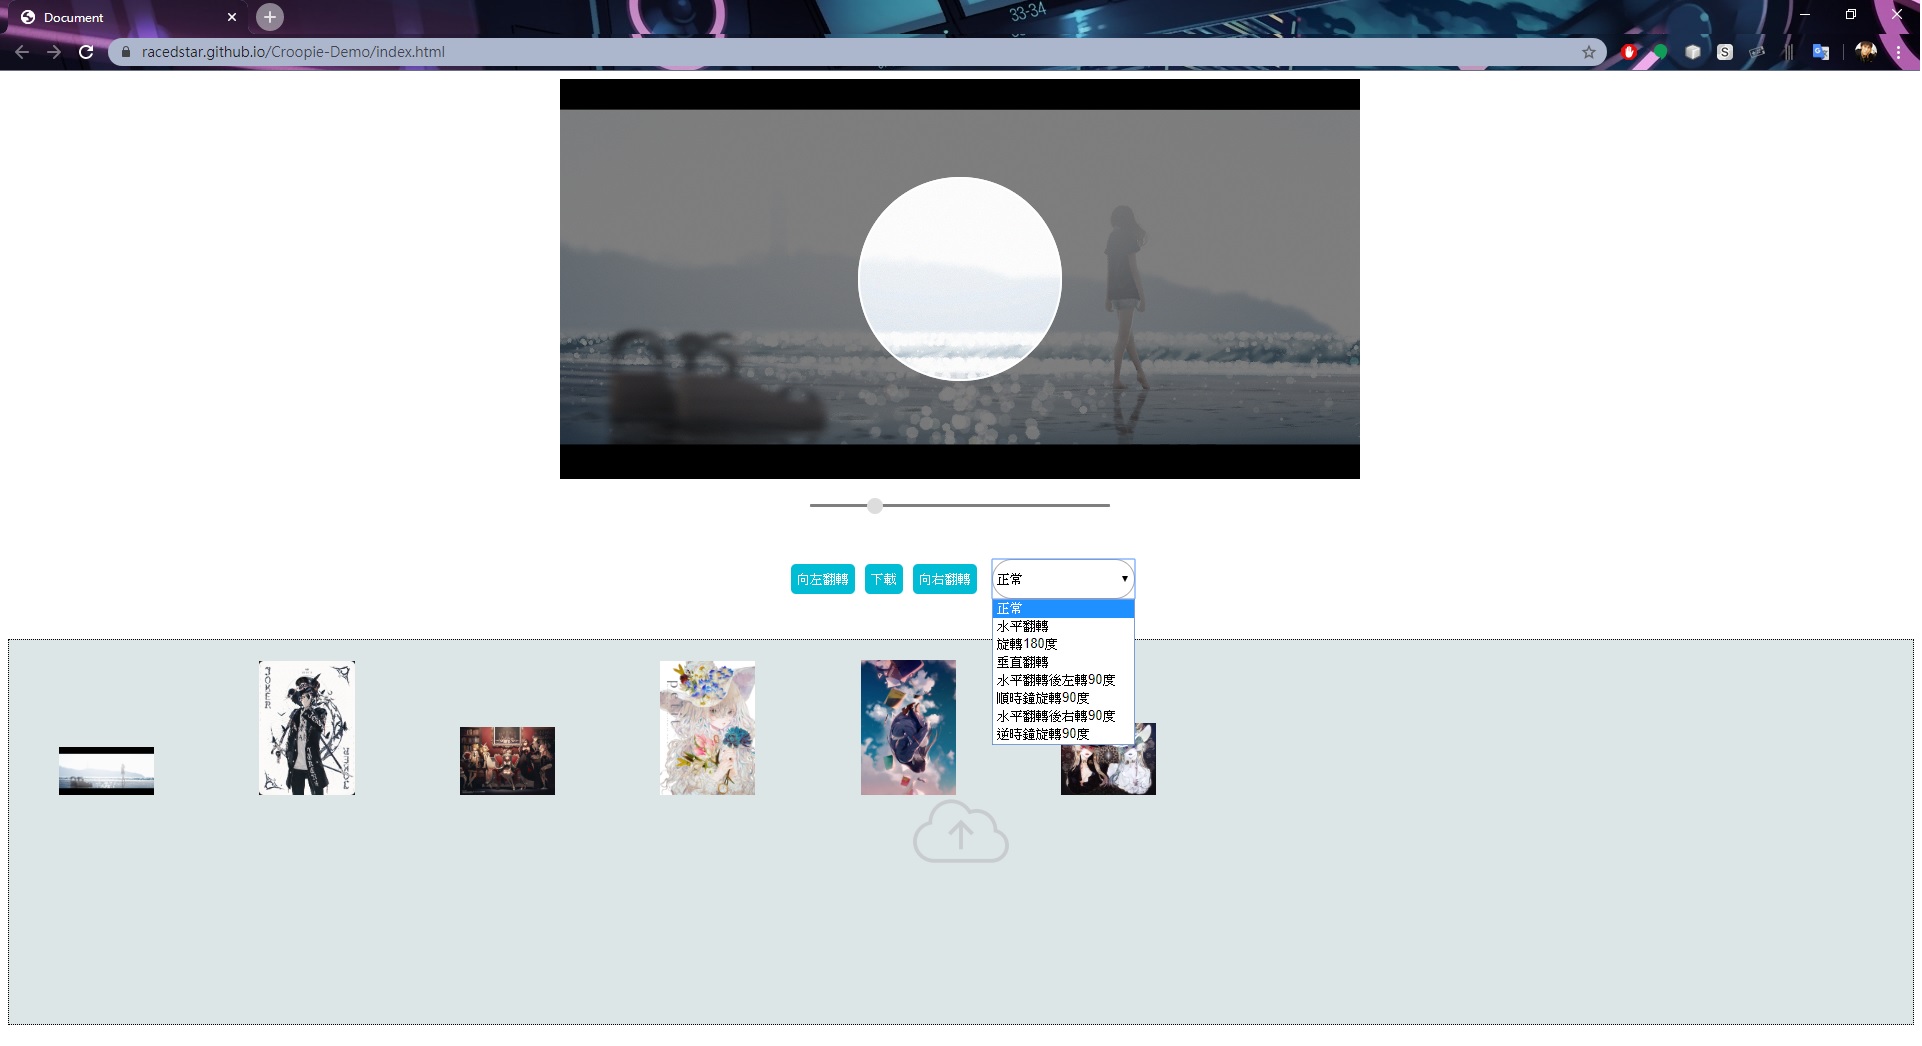 Document
racedstar.github.io/Croopie-Demo/index.html
33-34
向左翻轉
下載
向右翻轉
正常
正常
水平翻轉
旋轉180度
垂直翻轉
水平翻轉後左轉90度
順時鐘旋轉90度
水平翻轉後右轉90度
逆時鐘旋轉90度
JOKER